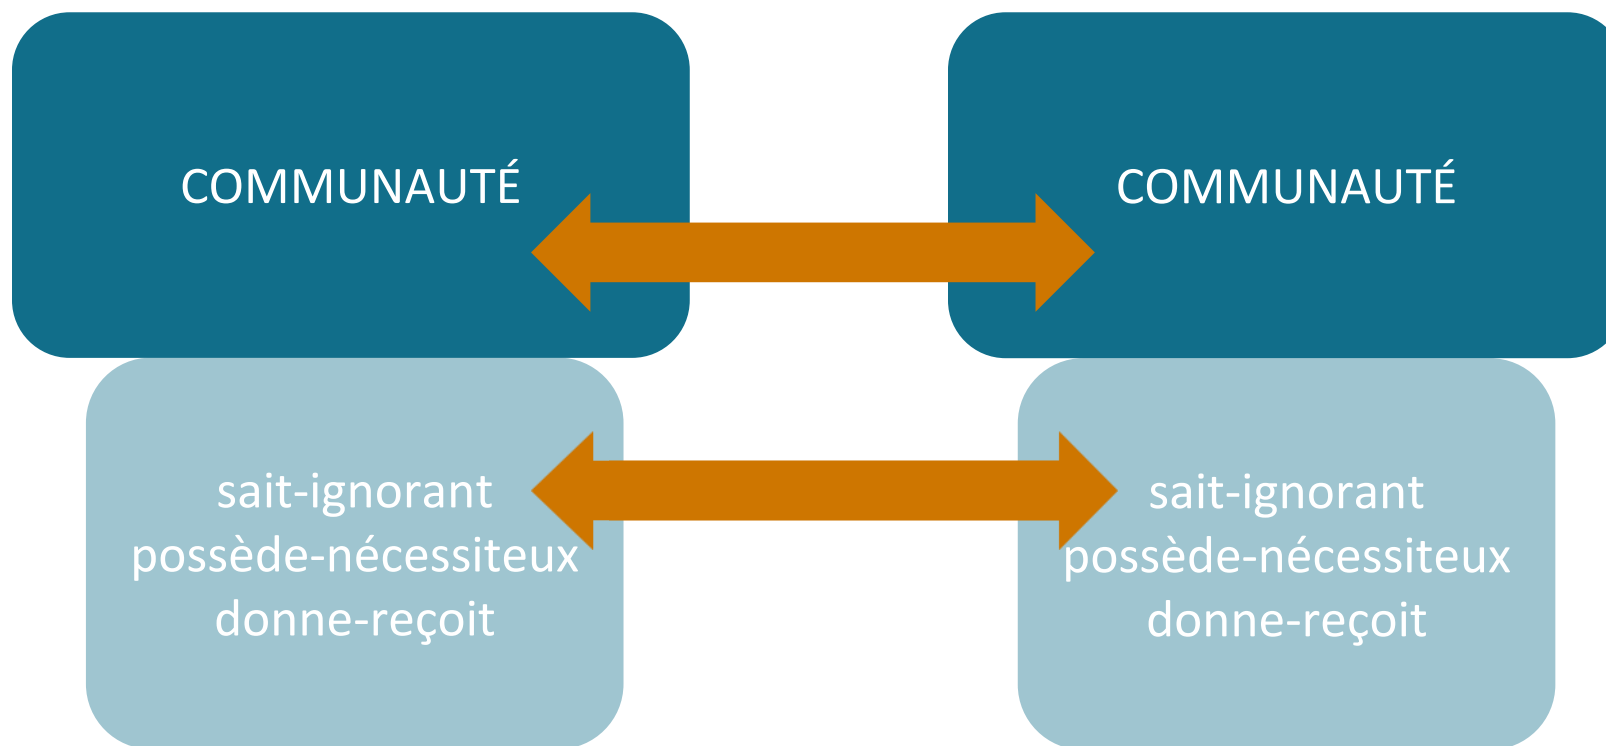 COMMUNAUTÉ
COMMUNAUTÉ
sait-ignorant
possède-nécessiteux
donne-reçoit
sait-ignorant
possède-nécessiteux
donne-reçoit